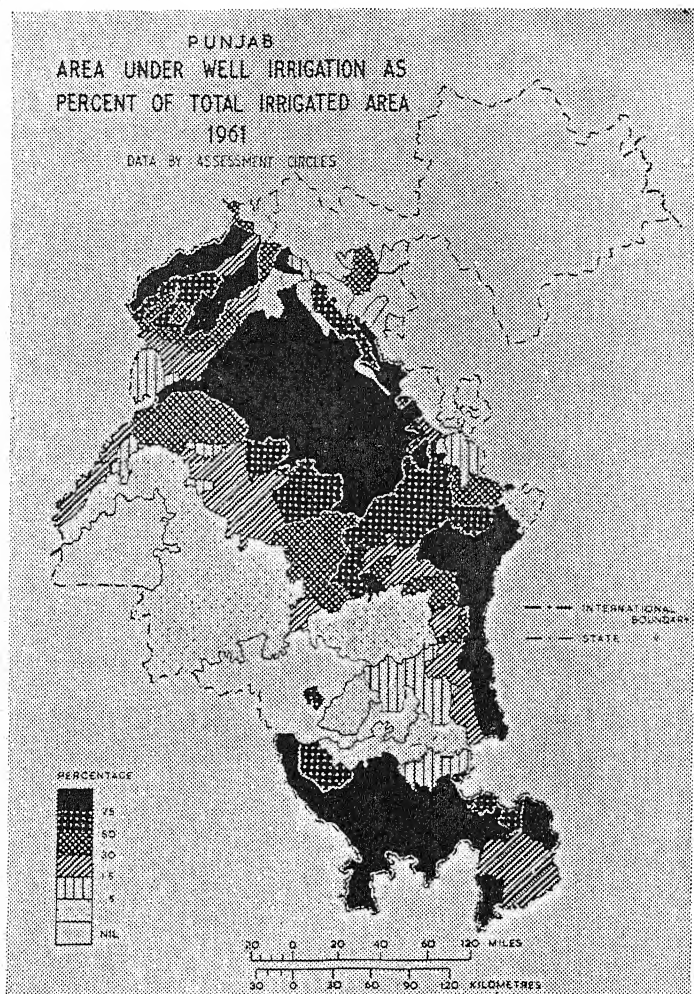 PUNJAB
AREA UNDER WELL IRRIGATION AS
PERCENT OF TOTAL IRRIGATED AREA
1961
DATA BY ASSESSMENT CIRCLES
INTERNATIONAL
BOUNDARY
STATE "
PERCENTAGE
75
50
30
15
5
NIL
20 0 20 40 60 120 MILES
30 0 30 60 90 120 KILOMETRES